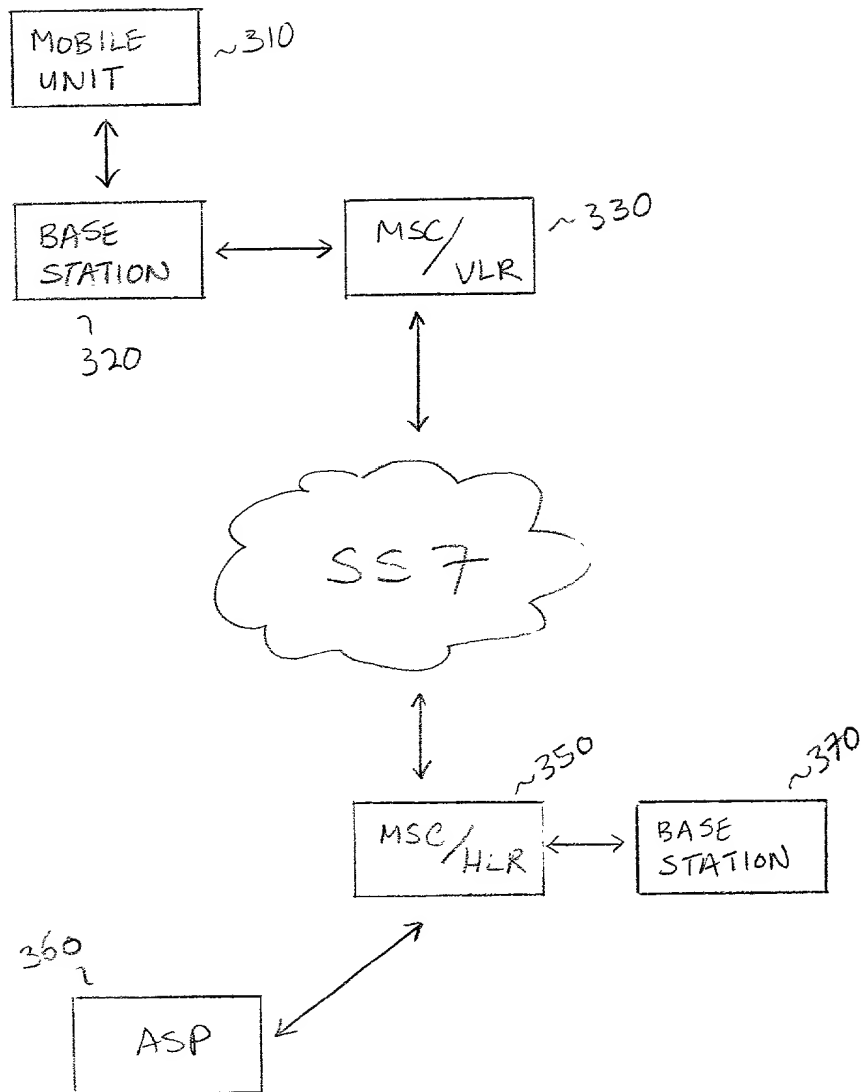 MOBILE
UNIT
~310
BASE
STATION
320
MSC/
VLR
~330
SS7
MSC/
HLR
~350
BASE
STATION
~370
360
ASP